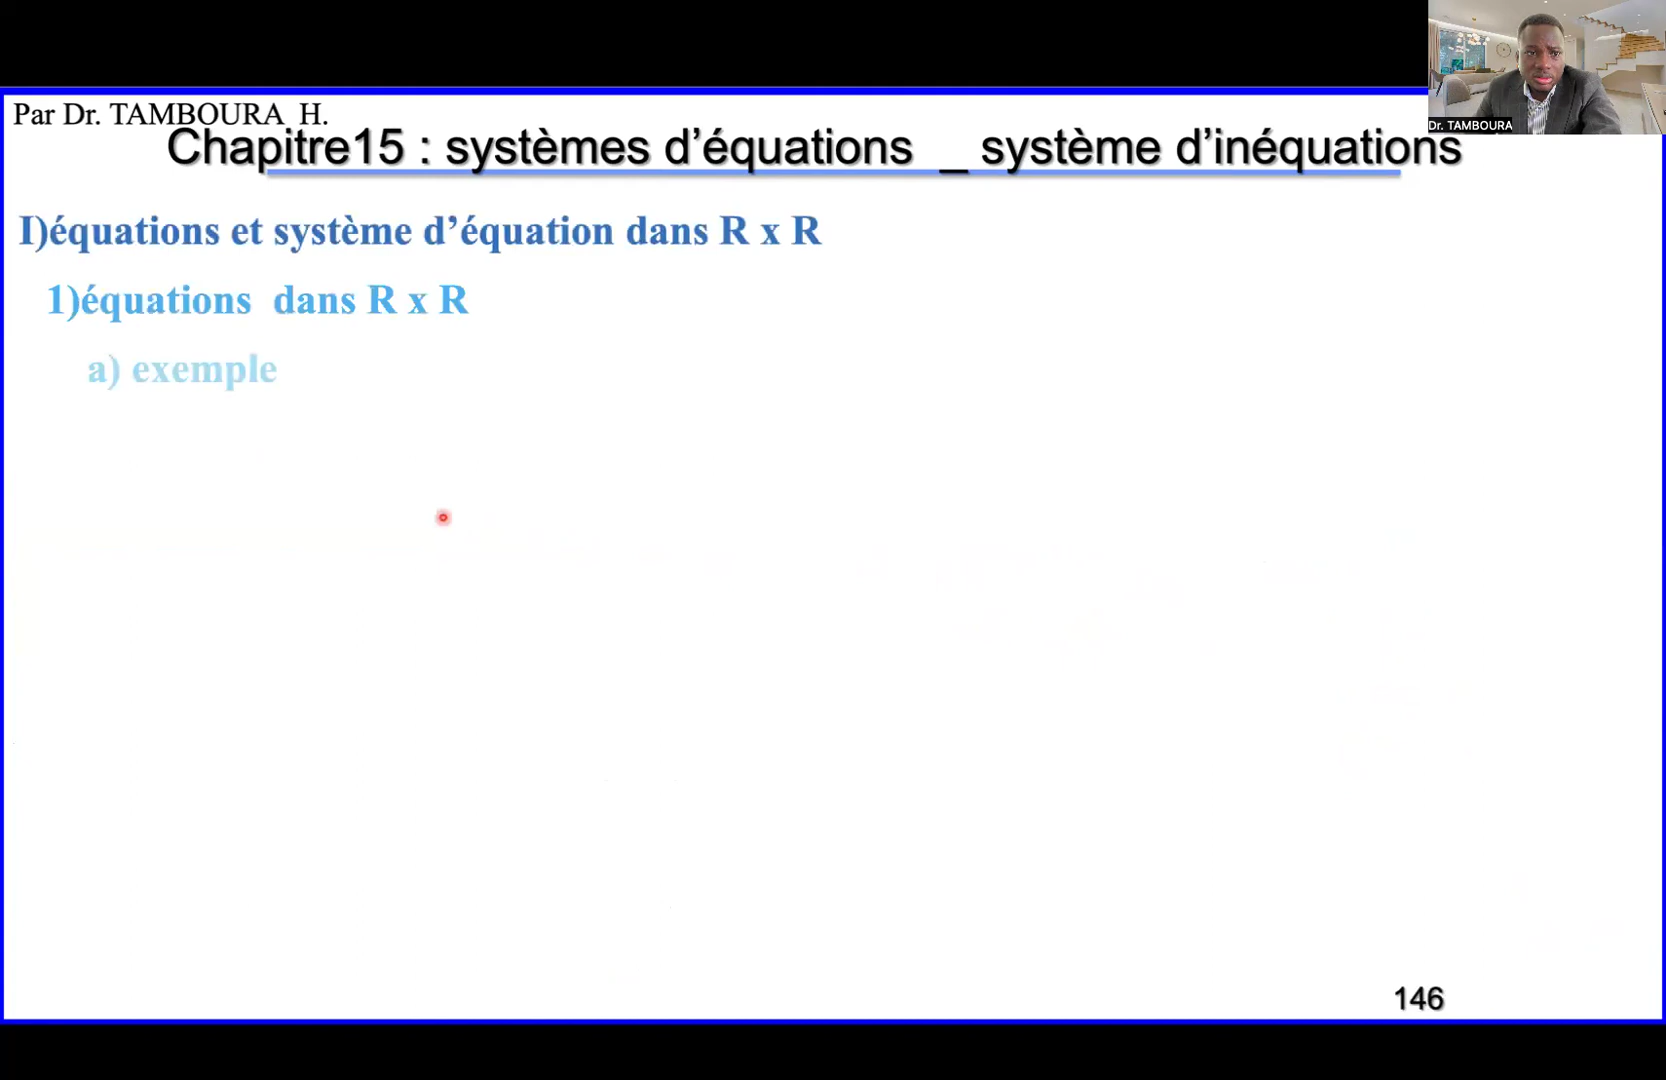 Par Dr. TAMBOURA H.
Dr. TAMBOURA
Chapitre15 : systèmes d’équations _ système d’inéquations
I)équations et système d’équation dans R x R
1)équations dans R x R
a) exemple
146